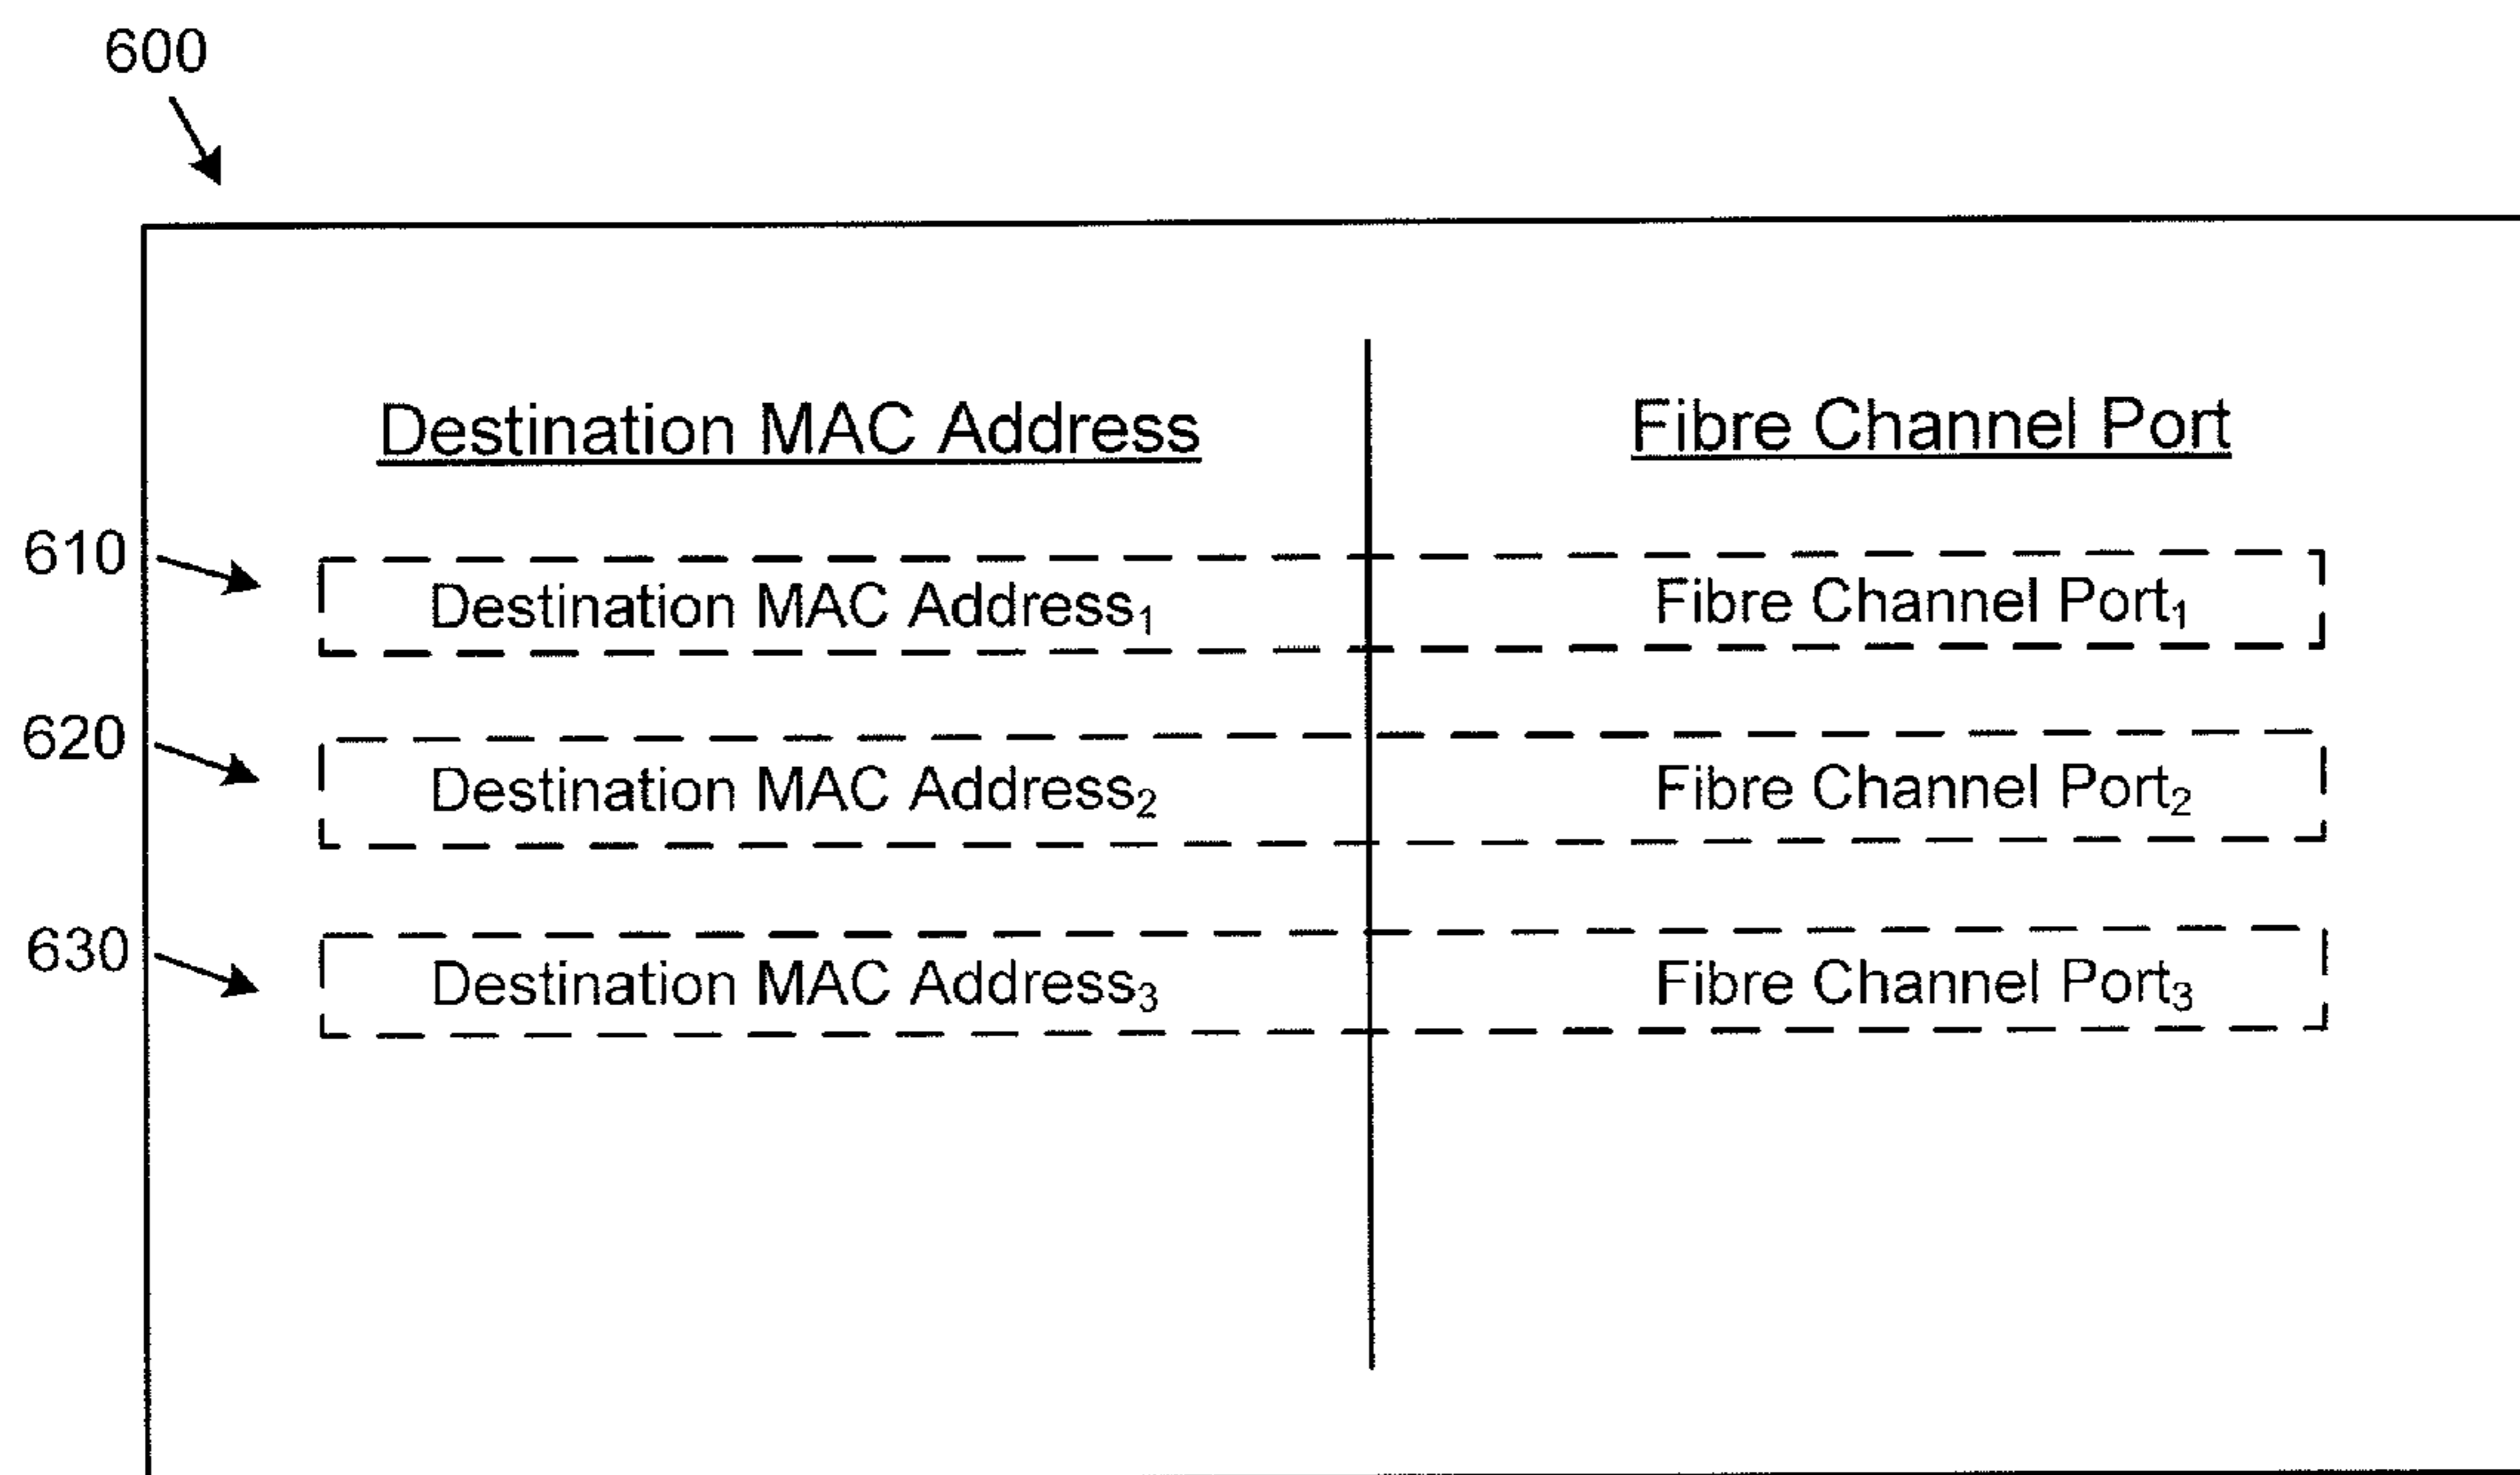 600
Destination MAC Address Fibre Channel Port
610 Destination MAC Address₁ Fibre Channel Port₁
620 Destination MAC Address₂ Fibre Channel Port₂
630 Destination MAC Address₃ Fibre Channel Port₃